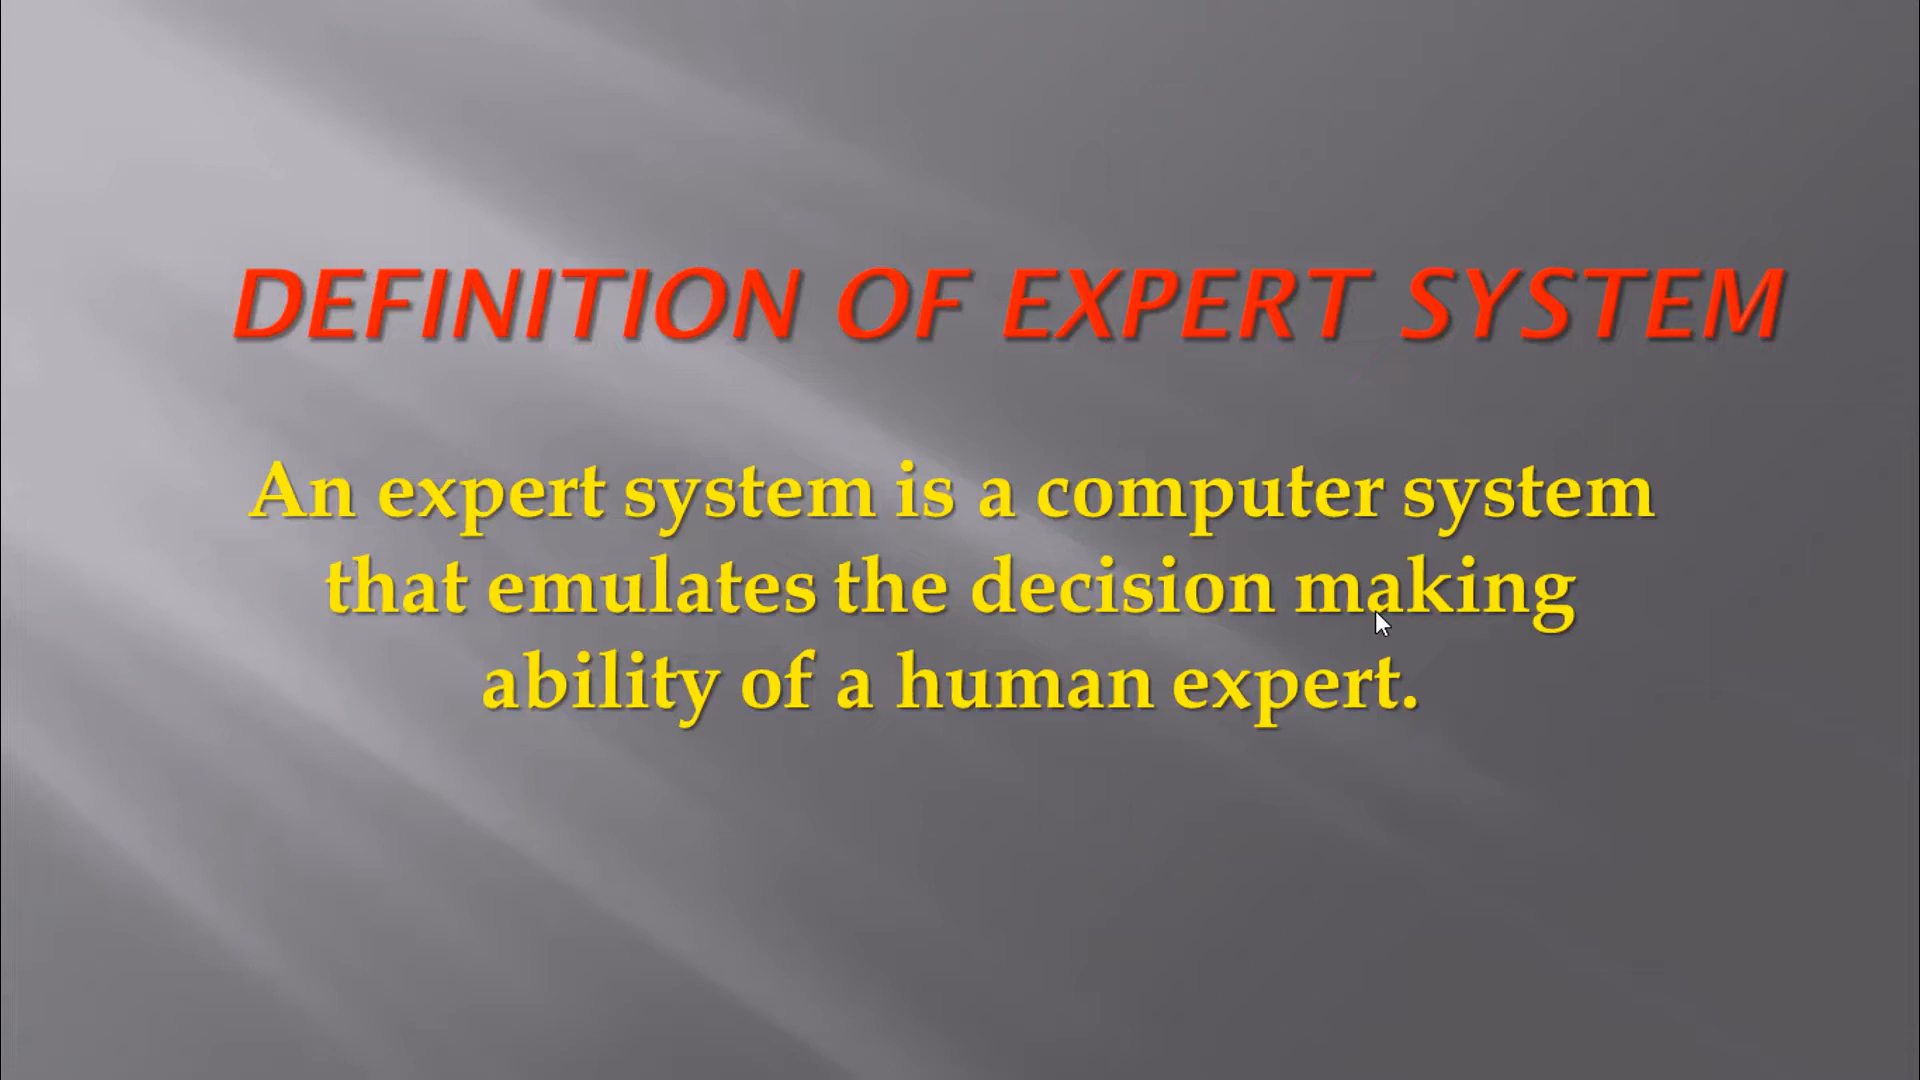 DEFINITION OF EXPERT SYSTEM
An expert system is a computer system
that emulates the decision making
ability of a human expert.